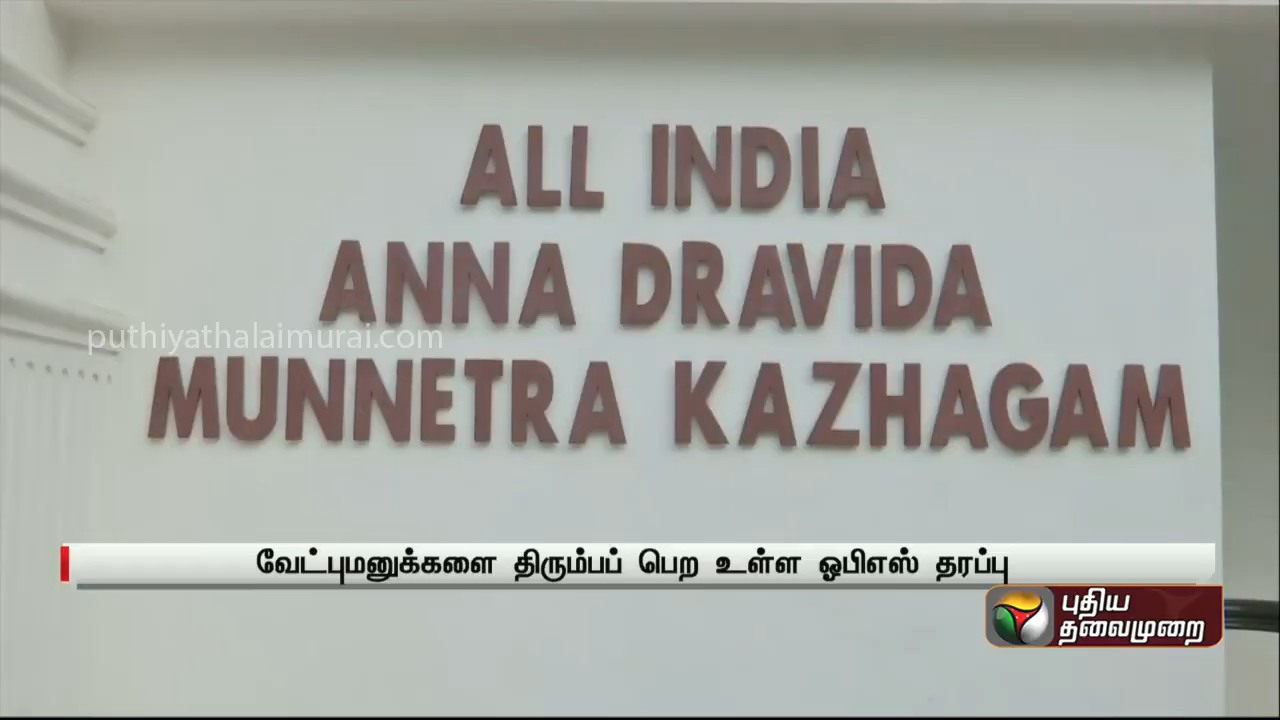 ALL INDIA
ANNA DRAVIDA
puthiyathalaimurai.com
MUNNETRA KAZHAGAM
வேட்புமனுக்களை திரும்பப் பெற உள்ள ஓபிஎஸ் தரப்பு
புதிய
தலைமுறை